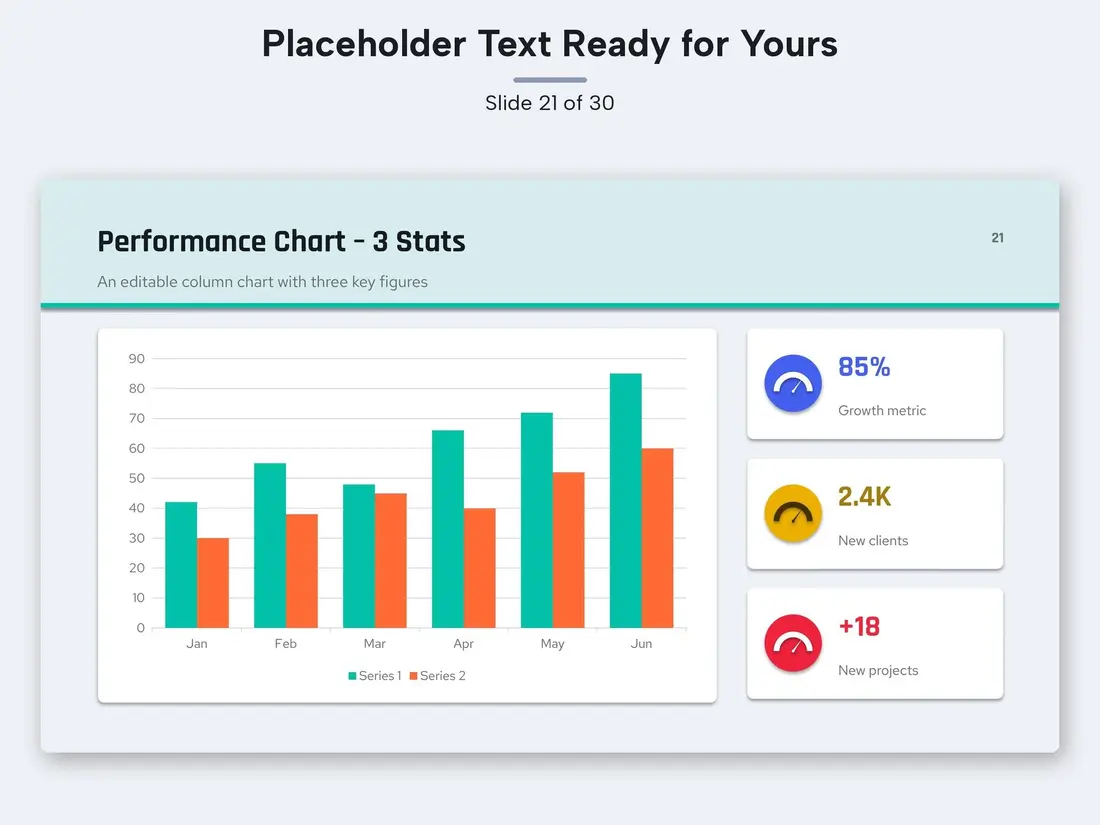 Placeholder Text Ready for Yours
Slide 21 of 30
Performance Chart – 3 Stats
21
An editable column chart with three key figures
90
80
70
60
50
40
30
20
10
0
Jan Feb Mar Apr May Jun
Series 1 Series 2
85%
Growth metric
2.4K
New clients
+18
New projects